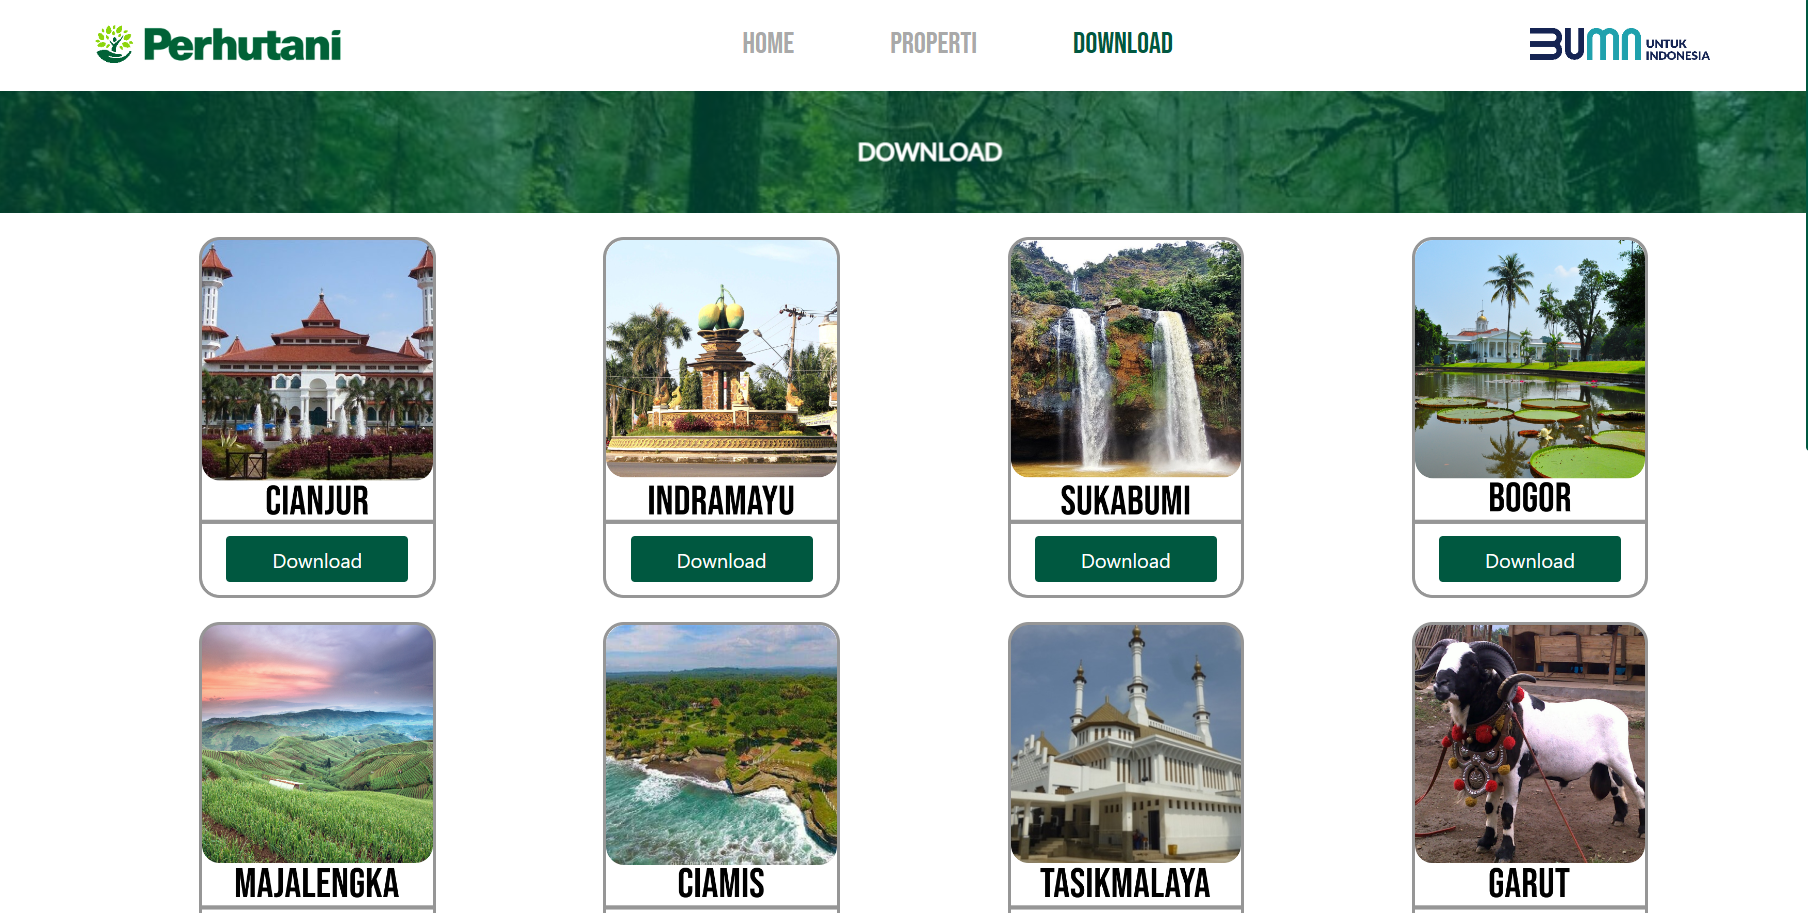 Perhutani
HOME
PROPERTI
DOWNLOAD
BUMN UNTUK INDONESIA
DOWNLOAD
CIANJUR
INDRAMAYU
SUKABUMI
BOGOR
Download
Download
Download
Download
MAJALENGKA
CIAMIS
TASIKMALAYA
GARUT